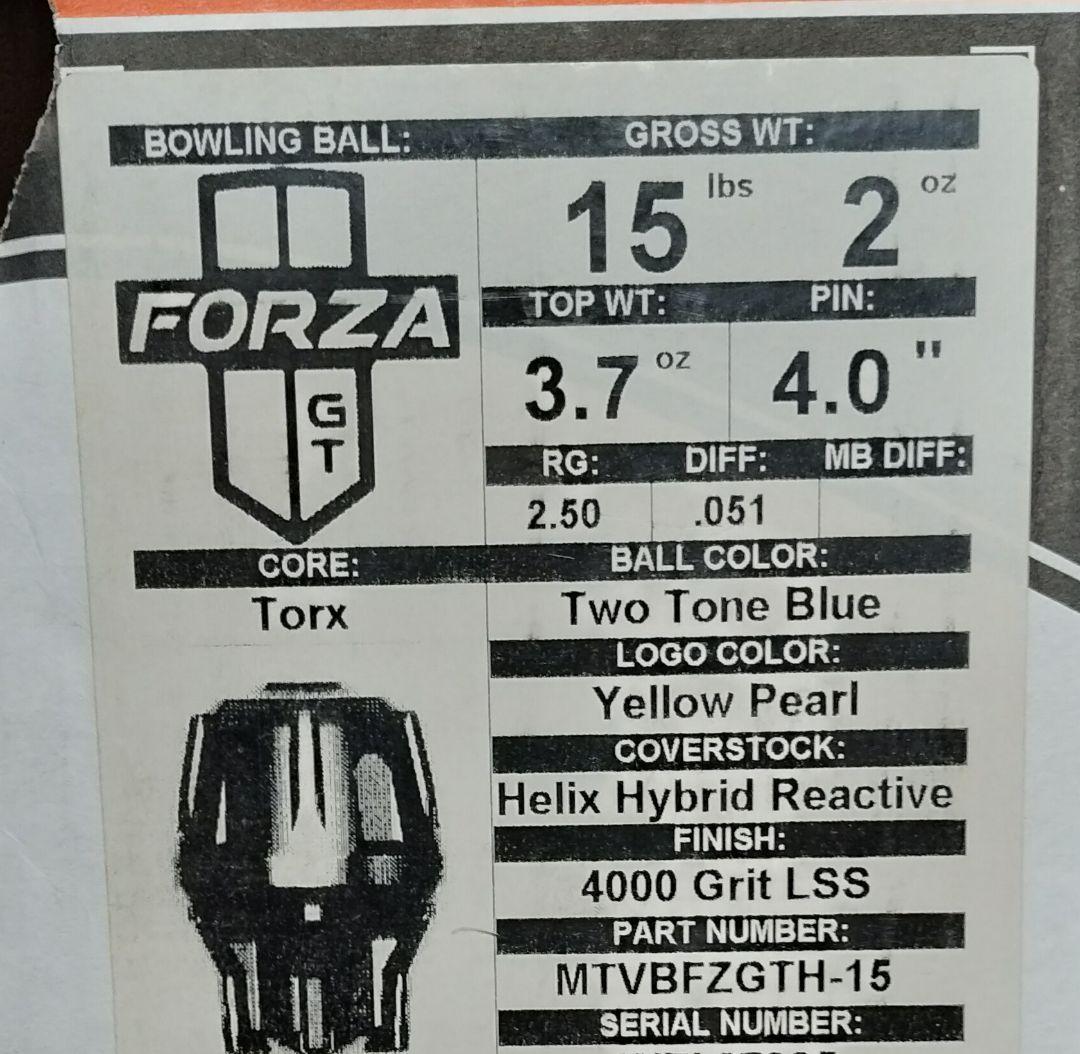 BOWLING BALL:
GROSS WT:
15 lbs 2 oz
FORZA
G
T
TOP WT:
PIN:
3.7 oz
4.0 "
RG:
DIFF:
MB DIFF:
2.50
.051
CORE:
Torx
BALL COLOR:
Two Tone Blue
LOGO COLOR:
Yellow Pearl
COVERSTOCK:
Helix Hybrid Reactive
FINISH:
4000 Grit LSS
PART NUMBER:
MTVBFZGTH-15
SERIAL NUMBER: